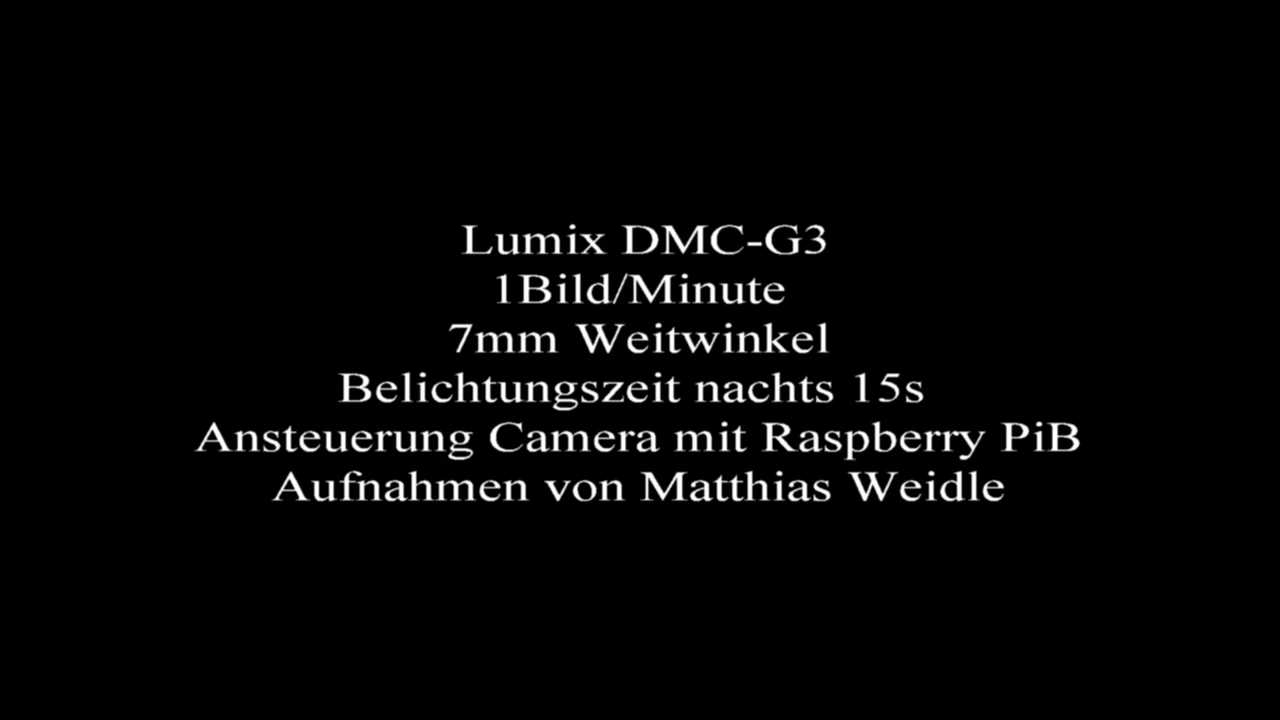 Lumix DMC-G3
1Bild/Minute
7mm Weitwinkel
Belichtungszeit nachts 15s
Ansteuerung Camera mit Raspberry PiB
Aufnahmen von Matthias Weidle